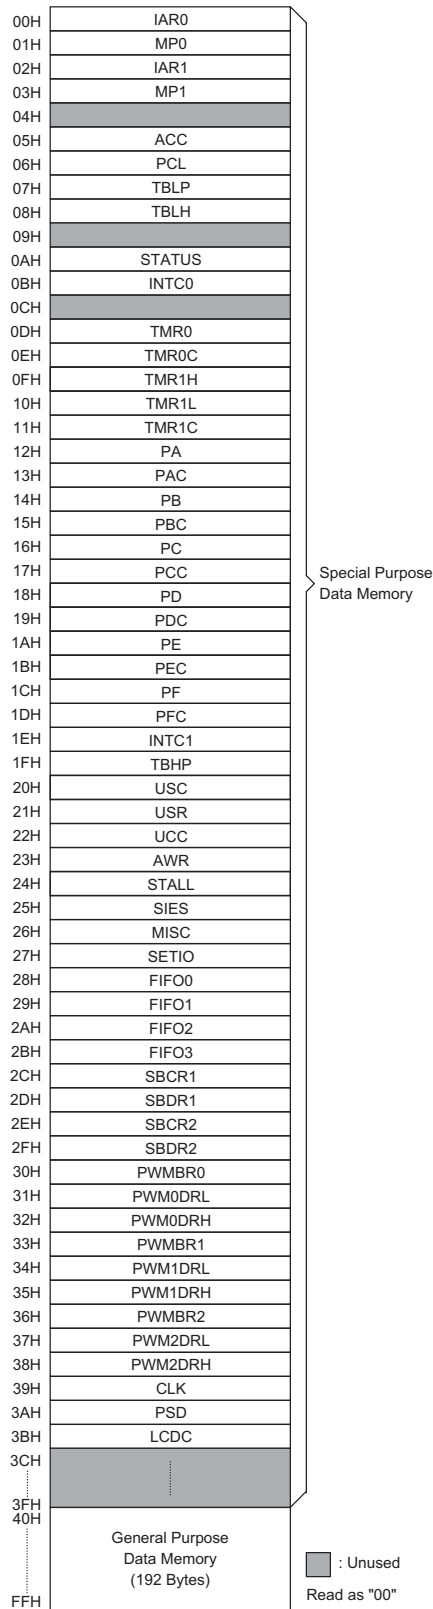 00H IAR0
01H MP0
02H IAR1
03H MP1
04H
05H ACC
06H PCL
07H TBLP
08H TBLH
09H
0AH STATUS
0BH INTC0
0CH
0DH TMR0
0EH TMR0C
0FH TMR1H
10H TMR1L
11H TMR1C
12H PA
13H PAC
14H PB
15H PBC
16H PC
17H PCC
18H PD
19H PDC
1AH PE
1BH PEC
1CH PF
1DH PFC
1EH INTC1
1FH TBHP
20H USC
21H USR
22H UCC
23H AWR
24H STALL
25H SIES
26H MISC
27H SETIO
28H FIFO0
29H FIFO1
2AH FIFO2
2BH FIFO3
2CH SBCR1
2DH SBDR1
2EH SBCR2
2FH SBDR2
30H PWMBR0
31H PWM0DRL
32H PWM0DRH
33H PWMBR1
34H PWM1DRL
35H PWM1DRH
36H PWMBR2
37H PWM2DRL
38H PWM2DRH
39H CLK
3AH PSD
3BH LCDC
3CH
3FH
40H
FFH
Special Purpose
Data Memory
General Purpose
Data Memory
(192 Bytes)
: Unused
Read as "00"